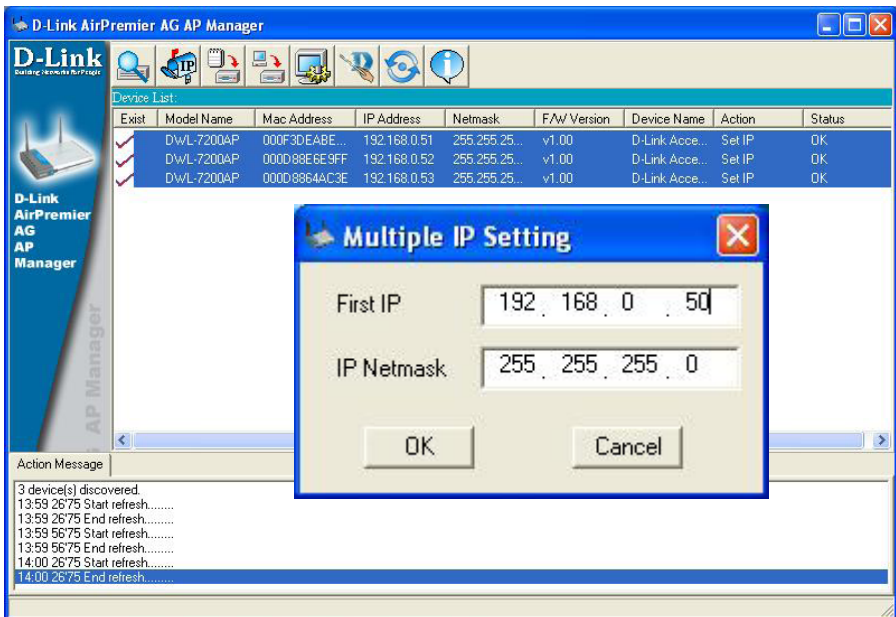 D-Link AirPremier AG AP Manager
D-Link
Building Networks for People
IP
Device List:
Exist Model Name Mac Address IP Address Netmask F/W Version Device Name Action Status
DWL-7200AP 000F3DEABE... 192.168.0.51 255.255.25... v1.00 D-Link Acce... Set IP OK
DWL-7200AP 000D88E6E9FF 192.168.0.52 255.255.25... v1.00 D-Link Acce... Set IP OK
DWL-7200AP 000D8864AC3E 192.168.0.53 255.255.25... v1.00 D-Link Acce... Set IP OK
D-Link
AirPremier
AG
AP
Manager
AP Manager
Multiple IP Setting
First IP 192 . 168 . 0 . 50
IP Netmask 255 . 255 . 255 . 0
OK Cancel
Action Message
3 device(s) discovered.
13:59 26'75 Start refresh........
13:59 26'75 End refresh........
13:59 56'75 Start refresh........
13:59 56'75 End refresh........
14:00 26'75 Start refresh........
14:00 26'75 End refresh........